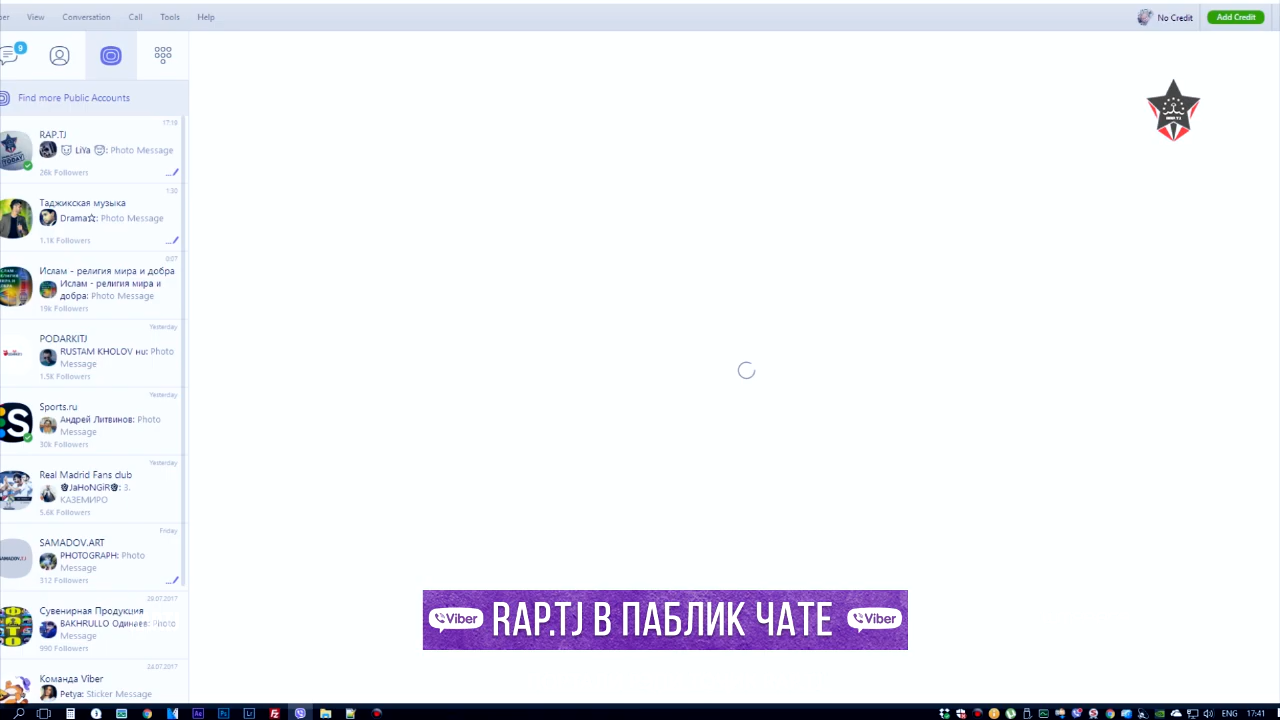 View Conversation Call Tools Help
No Credit Add Credit
9
Find more Public Accounts
17:18
RAP.TJ
LiYa : Photo Message
26k Followers
1:30
Таджикская музыка
Drama☆: Photo Message
1.1K Followers
0:07
Ислам - религия мира и добра
Ислам - религия мира и
добра: Photo Message
19k Followers
Yesterday
PODARKITJ
RUSTAM KHOLOV ни: Photo
Message
1.5K Followers
Yesterday
Sports.ru
Андрей Литвинов: Photo
Message
30k Followers
Yesterday
Real Madrid Fans club
JaHoNGiR: 3.
КАЗЕМИРО
5.6K Followers
Friday
SAMADOV.ART
PHOTOGRAPH: Photo
Message
312 Followers
29.07.2017
Сувенирная Продукция
BAKHRULLO Одинаев: Photo
Message
990 Followers
24.07.2017
Команда Viber
Petya: Sticker Message
Viber RAP.TJ В ПАБЛИК ЧАТЕ Viber
ENG 17:41